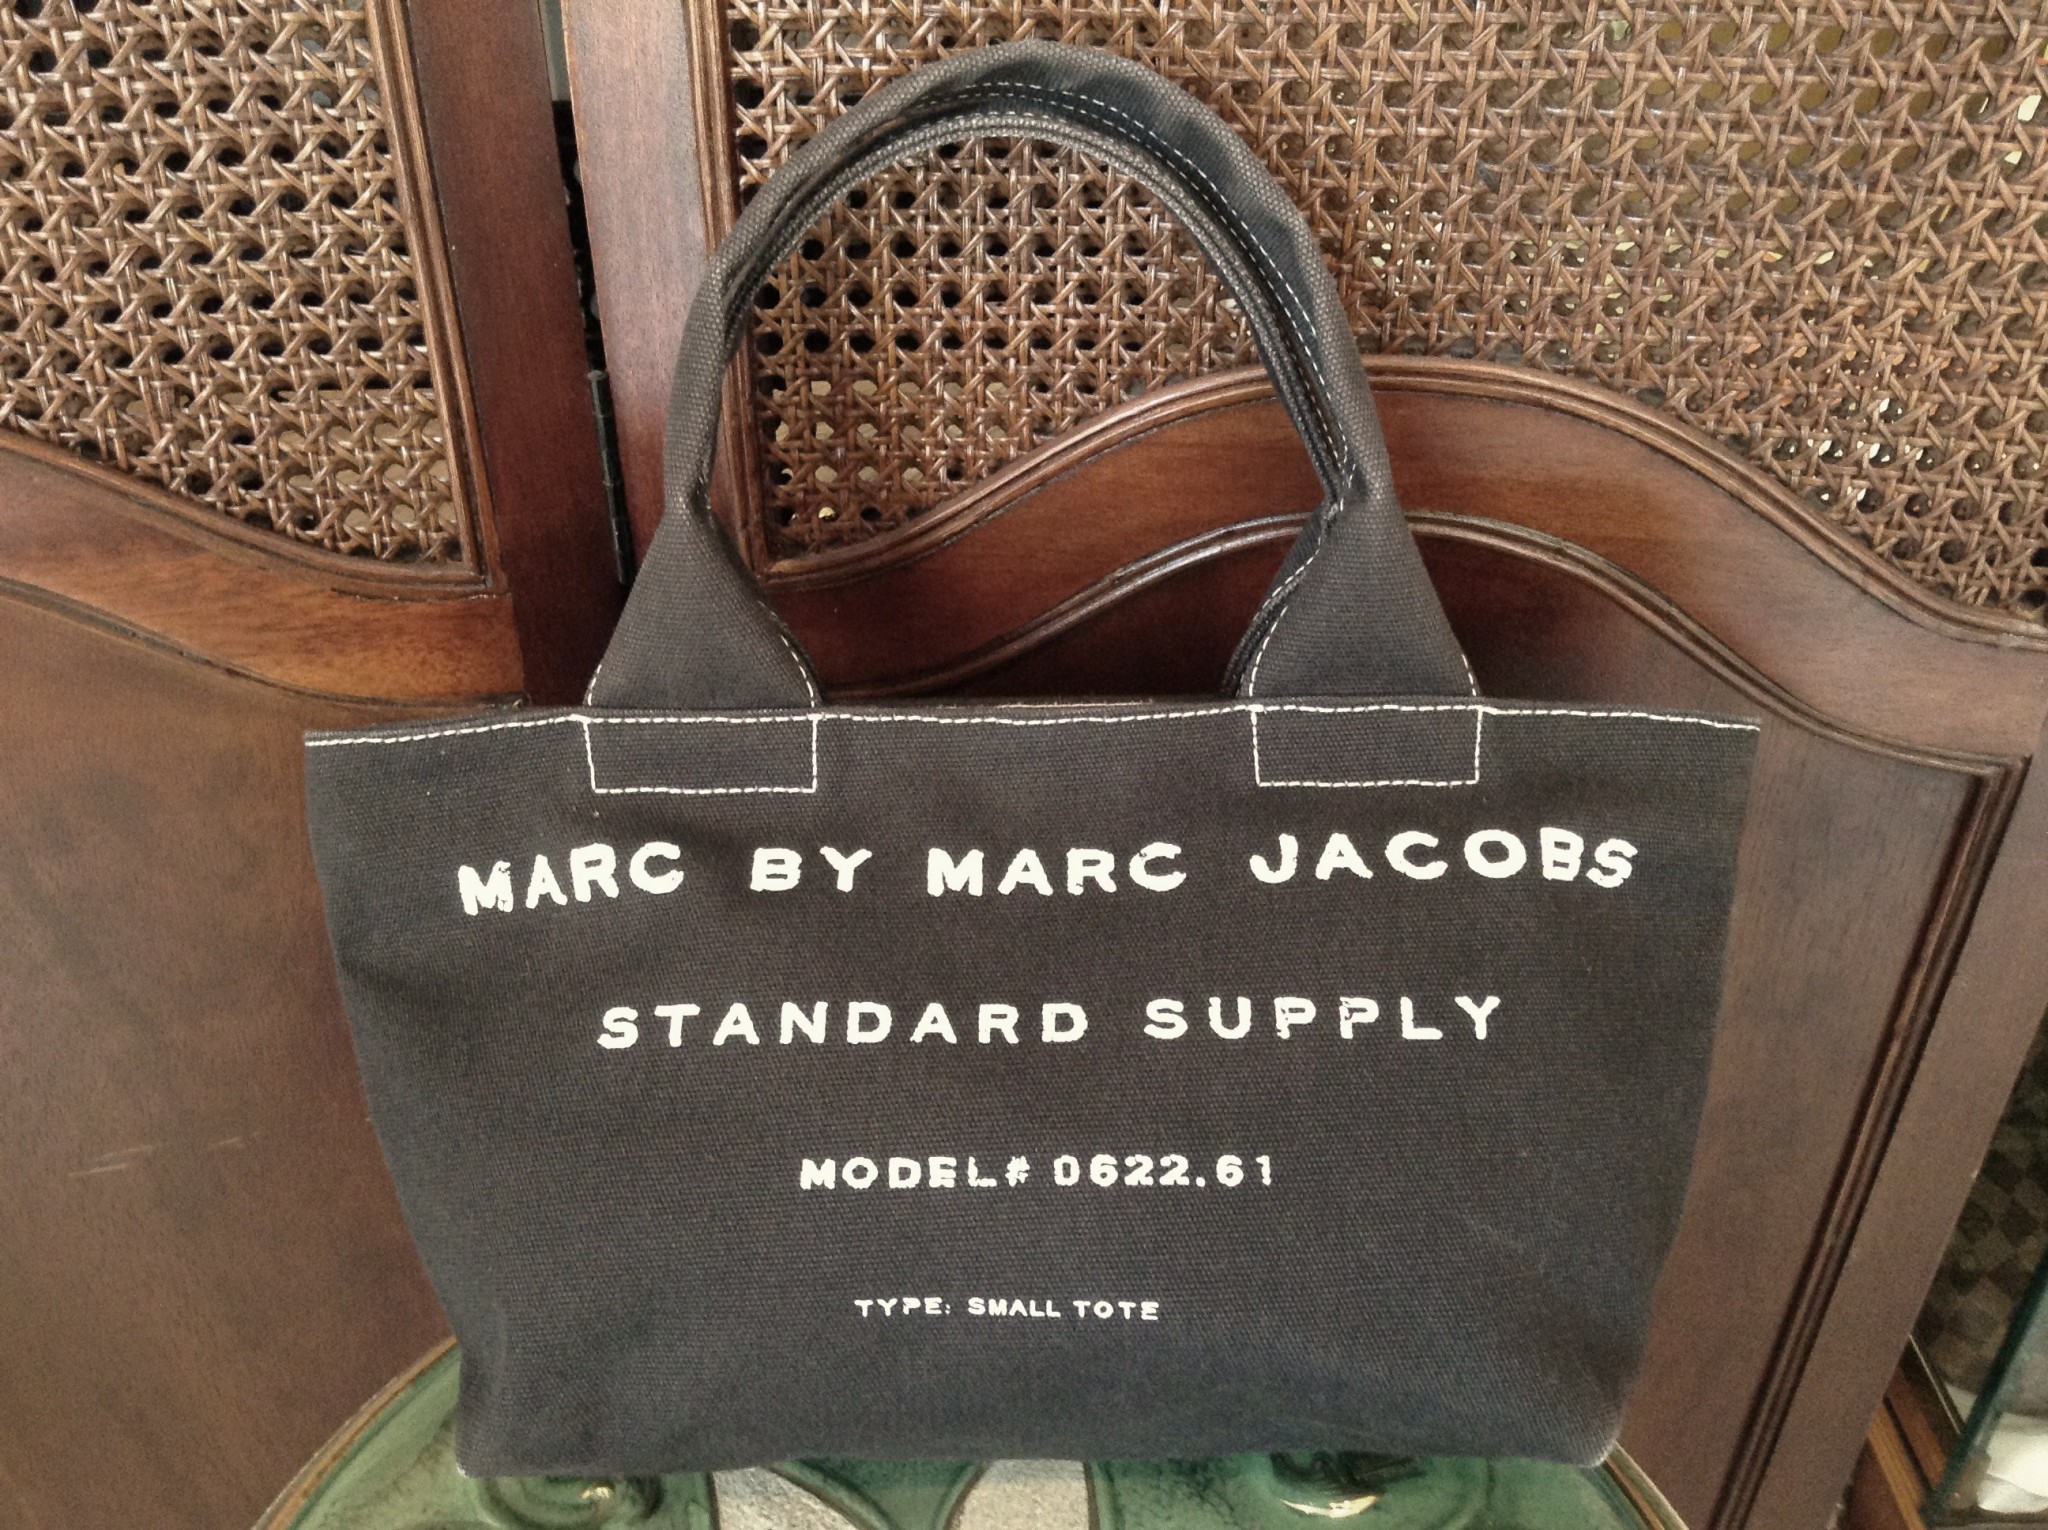 MARC BY MARC JACOBS
STANDARD SUPPLY
MODEL# 0622.61
TYPE: SMALL TOTE